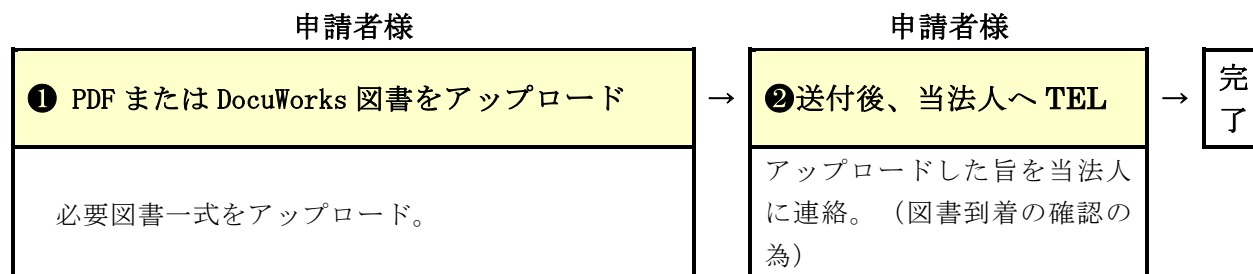 申請者様
❶ PDF または DocuWorks 図書をアップロード
必要図書一式をアップロード。
→
申請者様
❷送付後、当法人へ TEL
アップロードした旨を当法人
に連絡。（図書到着の確認の
為）
→
完
了